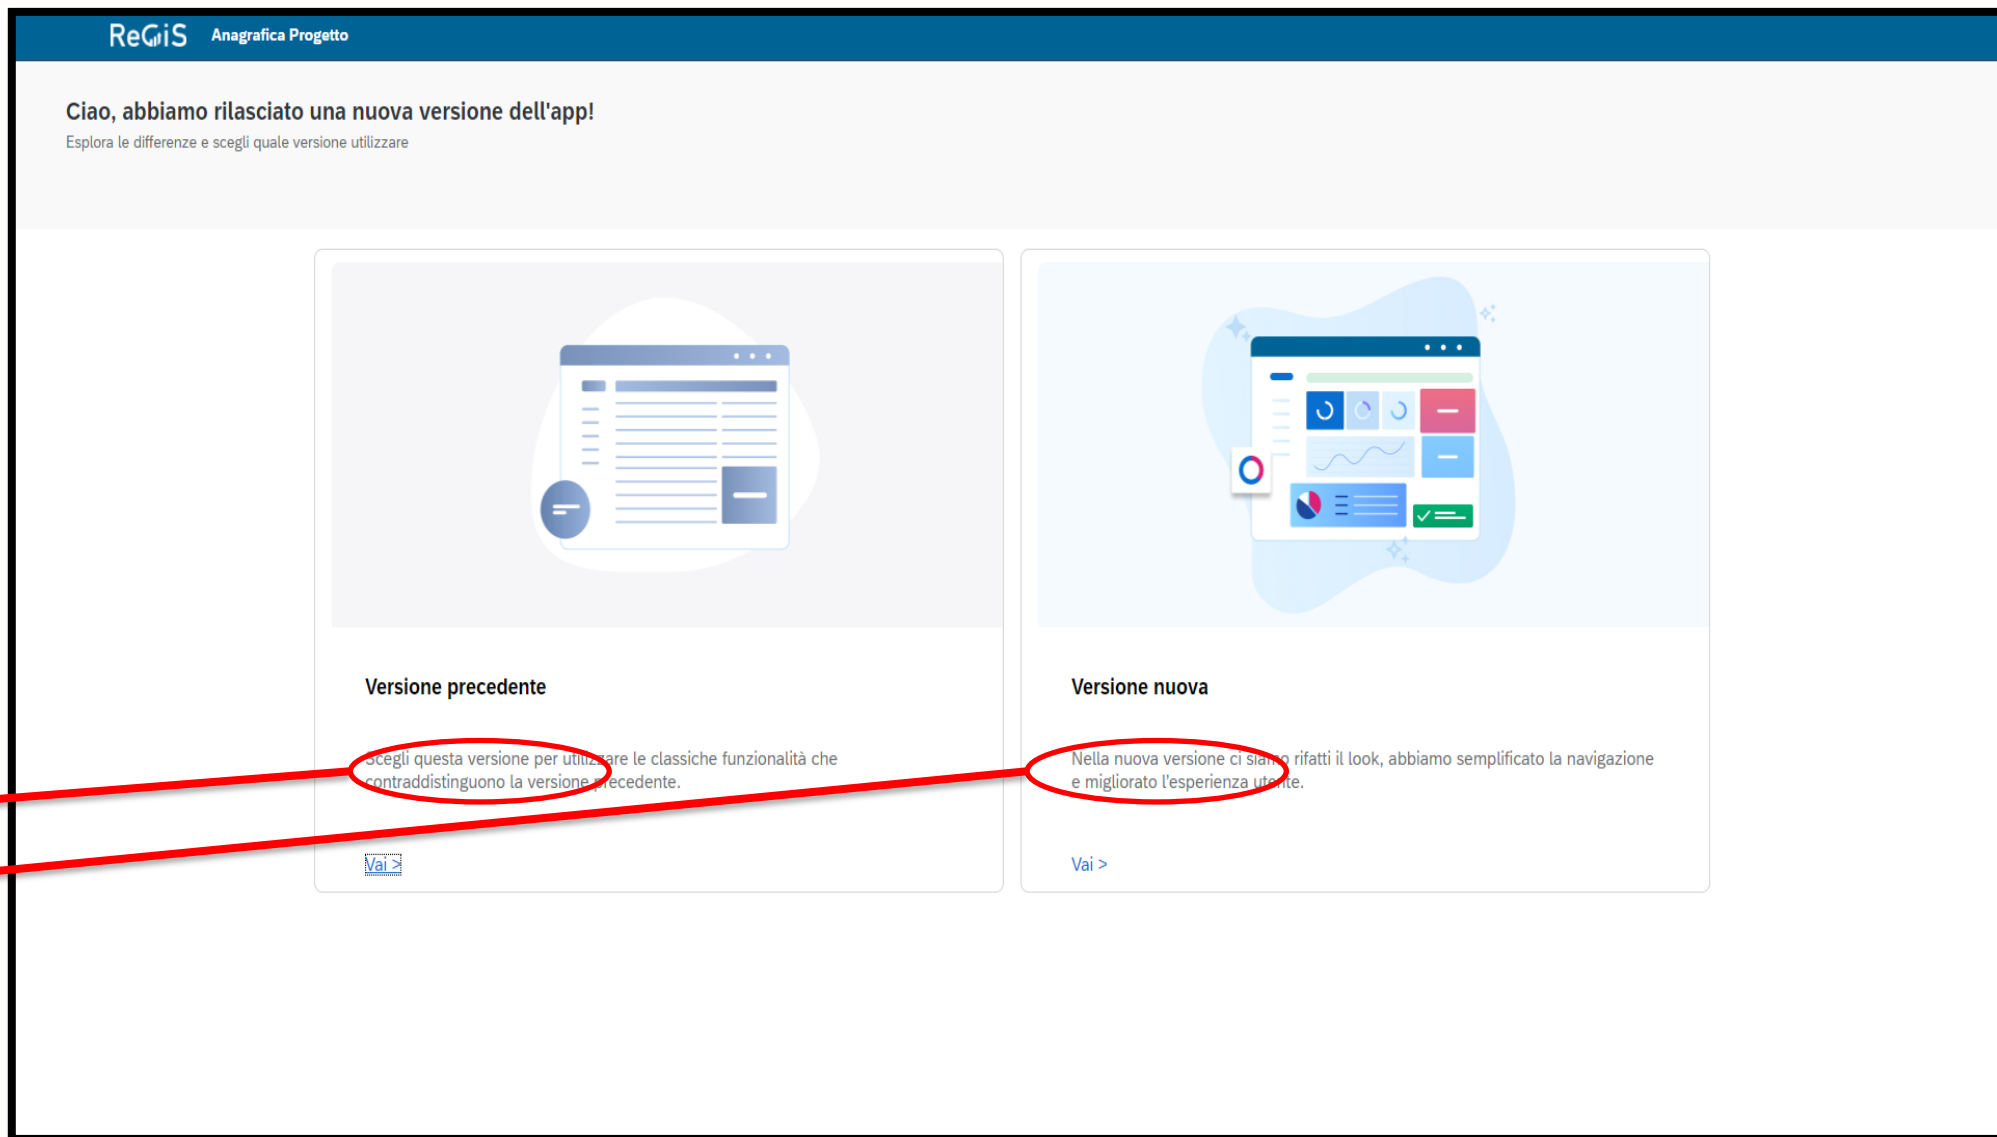 ReGiS Anagrafica Progetto
Ciao, abbiamo rilasciato una nuova versione dell'app!
Esplora le differenze e scegli quale versione utilizzare
Versione precedente
Scegli questa versione per utilizzare le classiche funzionalità che
contraddistinguono la versione precedente.
Vai >
Versione nuova
Nella nuova versione ci siamo rifatti il look, abbiamo semplificato la navigazione
e migliorato l'esperienza utente.
Vai >